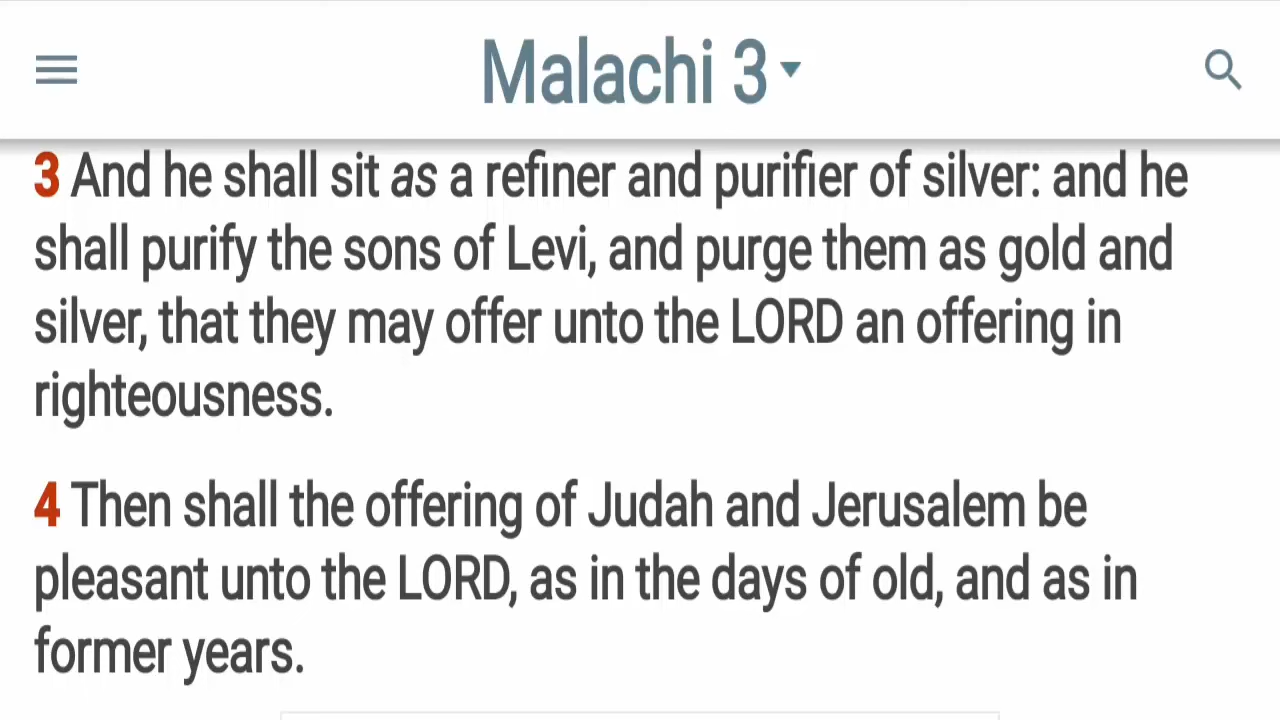 Malachi 3
3 And he shall sit as a refiner and purifier of silver: and he
shall purify the sons of Levi, and purge them as gold and
silver, that they may offer unto the LORD an offering in
righteousness.
4 Then shall the offering of Judah and Jerusalem be
pleasant unto the LORD, as in the days of old, and as in
former years.